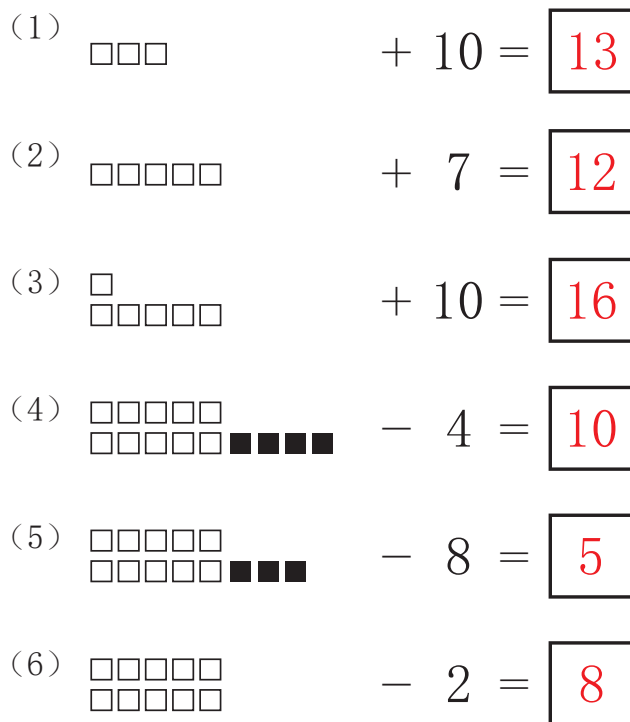 (1) □□□ + 10 = 13
(2) □□□□□ + 7 = 12
(3) □
□□□□□ + 10 = 16
(4) □□□□□
□□□□□■■■■ − 4 = 10
(5) □□□□□
□□□□□■■■ − 8 = 5
(6) □□□□□
□□□□□ − 2 = 8